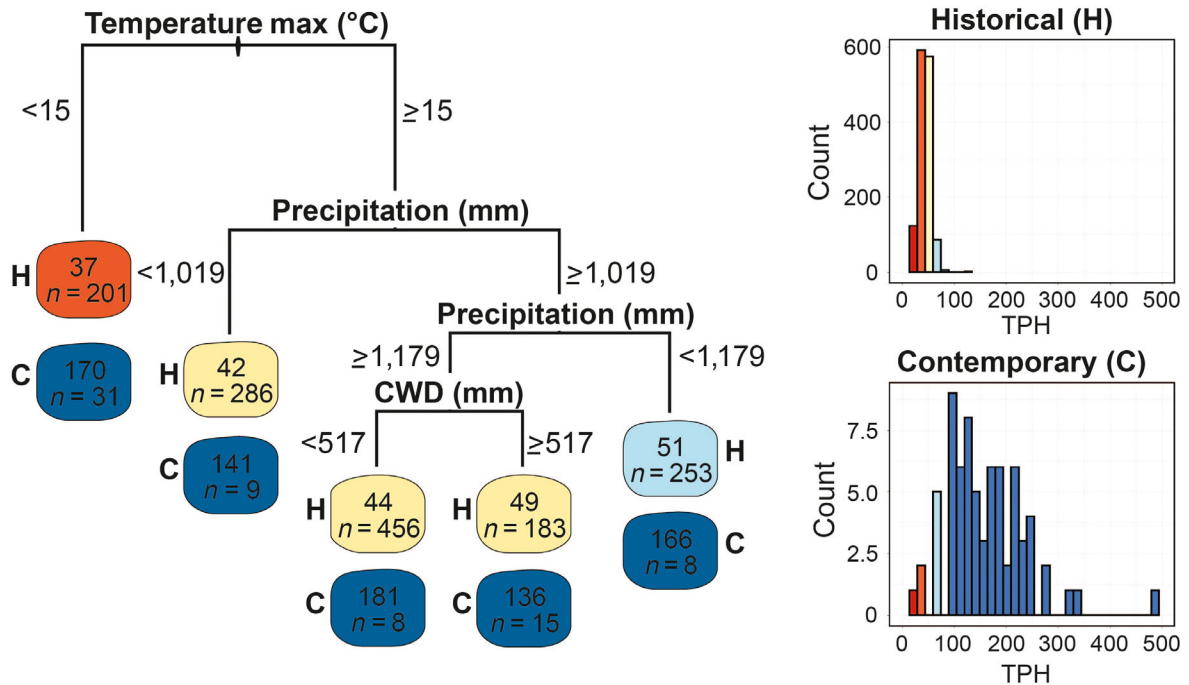 Temperature max (°C)
<15
≥15
Precipitation (mm)
H
37
n = 201
<1,019
≥1,019
C
170
n = 31
Precipitation (mm)
H
42
n = 286
≥1,179
<1,179
C
141
n = 9
CWD (mm)
<517
≥517
51
n = 253
H
H
44
n = 456
H
49
n = 183
166
n = 8
C
C
181
n = 8
C
136
n = 15
Historical (H)
600
400
200
0
Count
0 100 200 300 400 500
TPH
Contemporary (C)
7.5
5.0
2.5
0
Count
0 100 200 300 400 500
TPH